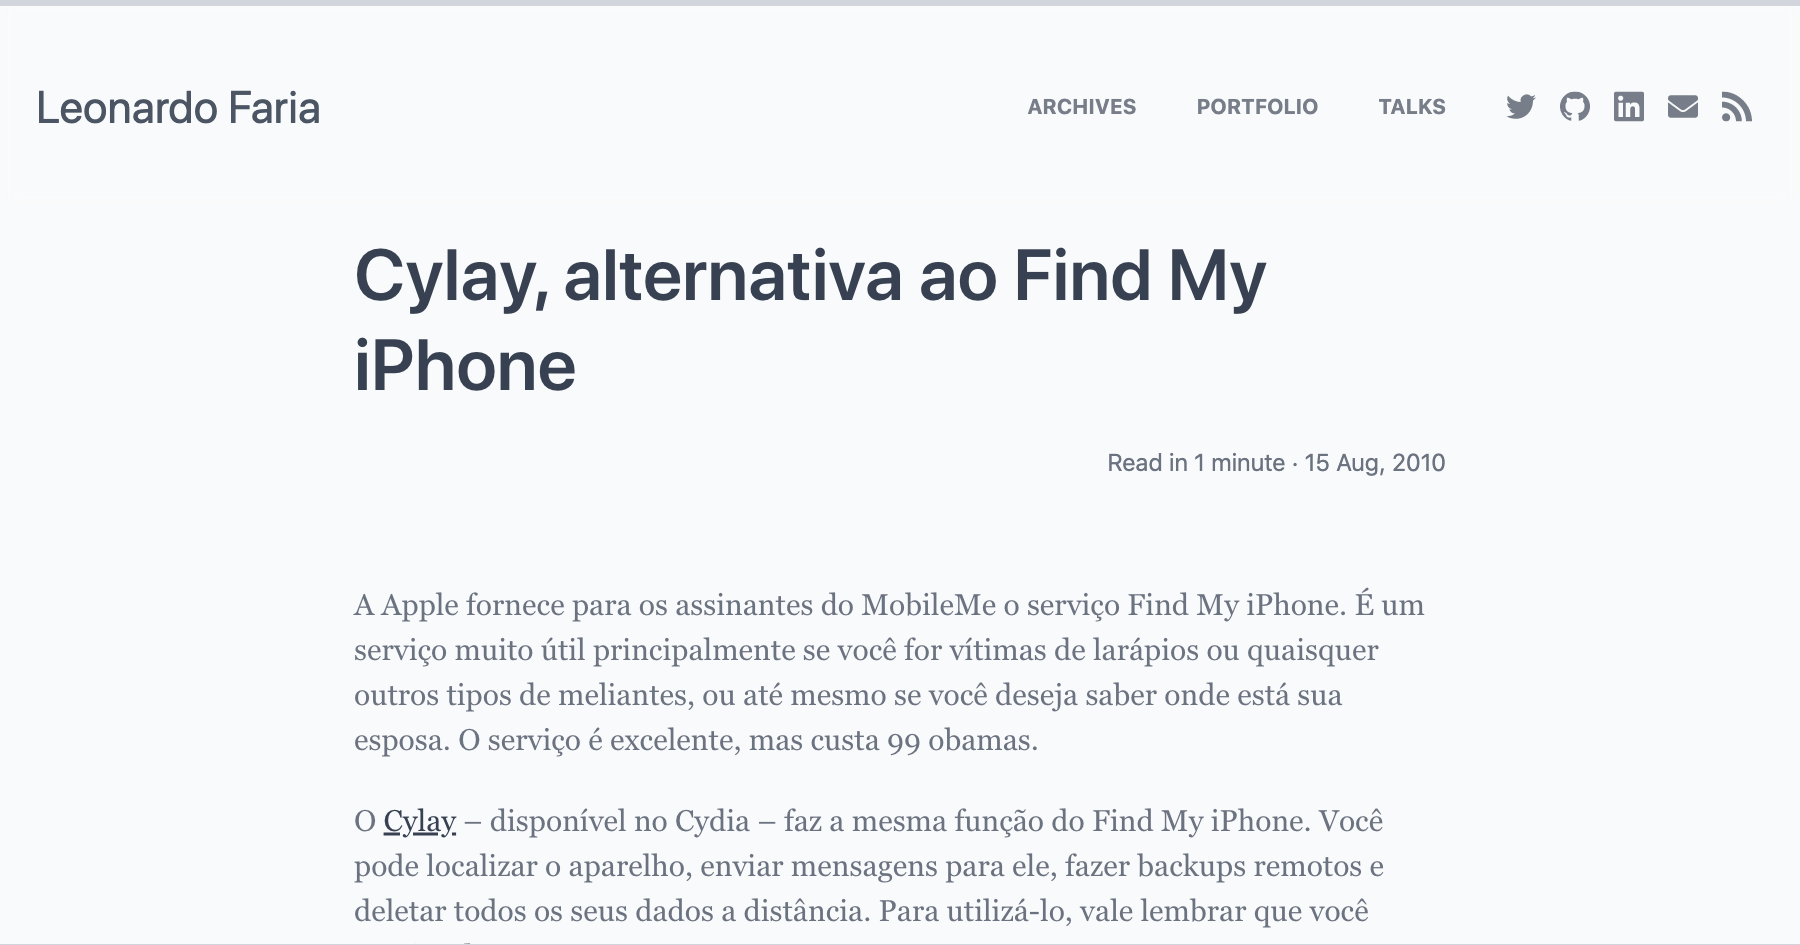 Leonardo Faria
ARCHIVES PORTFOLIO TALKS
Cylay, alternativa ao Find My
iPhone
Read in 1 minute · 15 Aug, 2010
A Apple fornece para os assinantes do MobileMe o serviço Find My iPhone. É um
serviço muito útil principalmente se você for vítimas de larápios ou quaisquer
outros tipos de meliantes, ou até mesmo se você deseja saber onde está sua
esposa. O serviço é excelente, mas custa 99 obamas.
O Cylay – disponível no Cydia – faz a mesma função do Find My iPhone. Você
pode localizar o aparelho, enviar mensagens para ele, fazer backups remotos e
deletar todos os seus dados a distância. Para utilizá-lo, vale lembrar que você